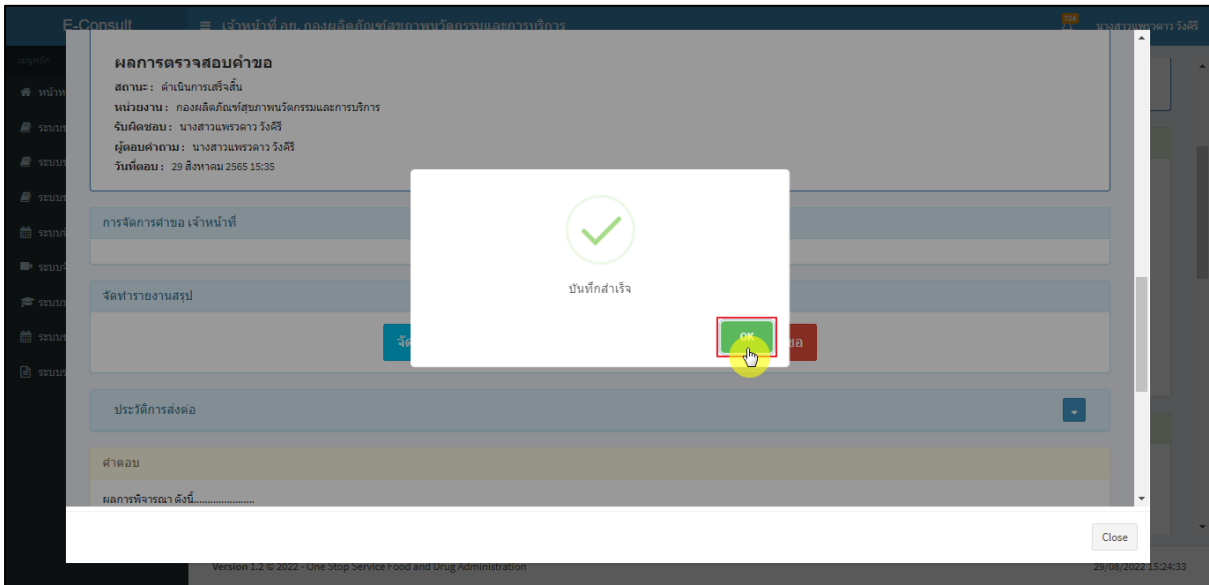 E-Consult
เจ้าหน้าที่ อย. กองผลิตภัณฑ์สุขภาพนวัตกรรมและการบริการ
นางสาวแพรวดาว วังคีรี
เมนูหลัก
ผลการตรวจสอบคำขอ
สถานะ : ดำเนินการเสร็จสิ้น
หน่วยงาน : กองผลิตภัณฑ์สุขภาพนวัตกรรมและการบริการ
รับผิดชอบ : นางสาวแพรวดาว วังคีรี
ผู้ตอบคำถาม : นางสาวแพรวดาว วังคีรี
วันที่ตอบ : 29 สิงหาคม 2565 15:35
การจัดการคำขอ เจ้าหน้าที่
บันทึกสำเร็จ
จัดทำรายงานสรุป
OK
ประวัติการส่งต่อ
คำตอบ
ผลการพิจารณา ดังนี้......................
Close
Version 1.2 © 2022 - One Stop Service Food and Drug Administration
29/08/2022 15:24:33